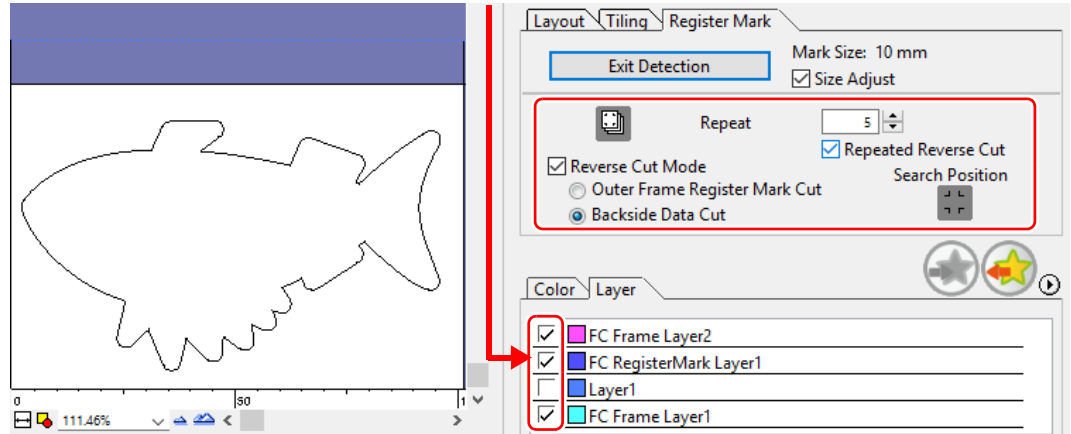 Layout Tiling Register Mark
Exit Detection
Mark Size: 10 mm
Size Adjust
Repeat 5
Repeated Reverse Cut
Reverse Cut Mode
Search Position
Outer Frame Register Mark Cut
Backside Data Cut
Color Layer
FC Frame Layer2
FC RegisterMark Layer1
Layer1
FC Frame Layer1
0 50 1
111.46%